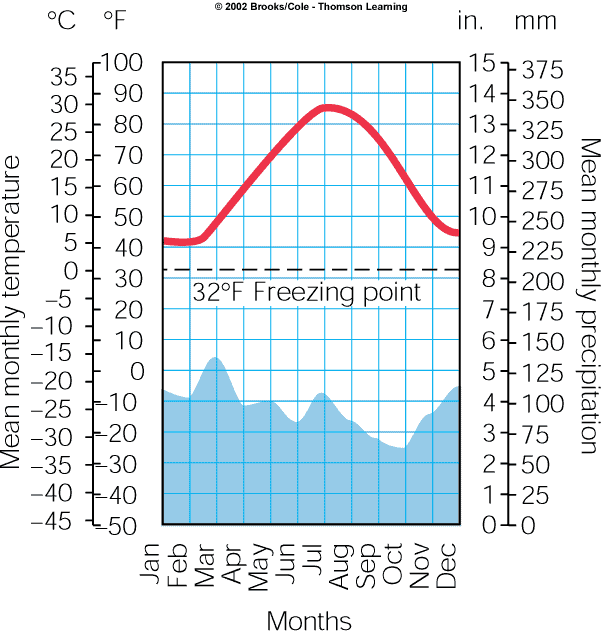 © 2002 Brooks/Cole - Thomson Learning
°C °F in. mm
100 15
35 375
90 14
30 350
80 13
25 325
20 70 12 300
15 60 11 275
10 50 10 250
5 40 9 225
0 30 8 200
32°F Freezing point
–5 20 7 175
–10 10 6 150
–15
–20 0 5 125
–25 –10 4 100
–30 –20 3 75
–35 –30 2 50
–40 –40 1 25
–45 –50 0 0
Mean monthly temperature
Mean monthly precipitation
Jan Feb Mar Apr May Jun Jul Aug Sep Oct Nov Dec
Months